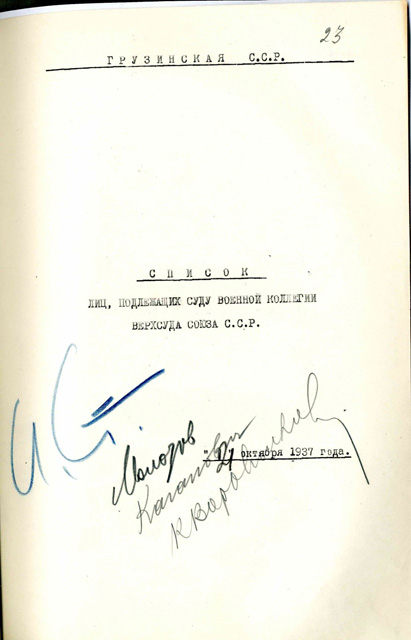 23
ГРУЗИНСКАЯ С.С.Р.
СПИСОК
ЛИЦ, ПОДЛЕЖАЩИХ СУДУ ВОЕННОЙ КОЛЛЕГИИ
ВЕРХСУДА СОЮЗА С.С.Р.
И. Ст.
Молотов
Каганович
К Ворошилов
"21 октября 1937 года.